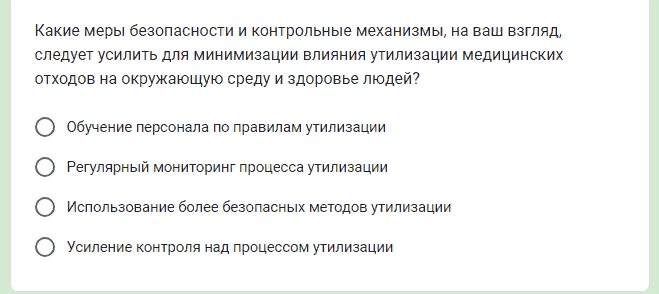 Какие меры безопасности и контрольные механизмы, на ваш взгляд,
следует усилить для минимизации влияния утилизации медицинских
отходов на окружающую среду и здоровье людей?
Обучение персонала по правилам утилизации
Регулярный мониторинг процесса утилизации
Использование более безопасных методов утилизации
Усиление контроля над процессом утилизации